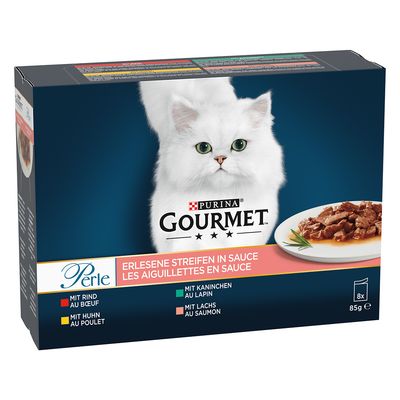 PURINA
GOURMET
Perle
ERLESENE STREIFEN IN SAUCE
LES AIGUILLETTES EN SAUCE
MIT RIND
AU BŒUF
MIT HUHN
AU POULET
MIT KANINCHEN
AU LAPIN
MIT LACHS
AU SAUMON
8x
85g e